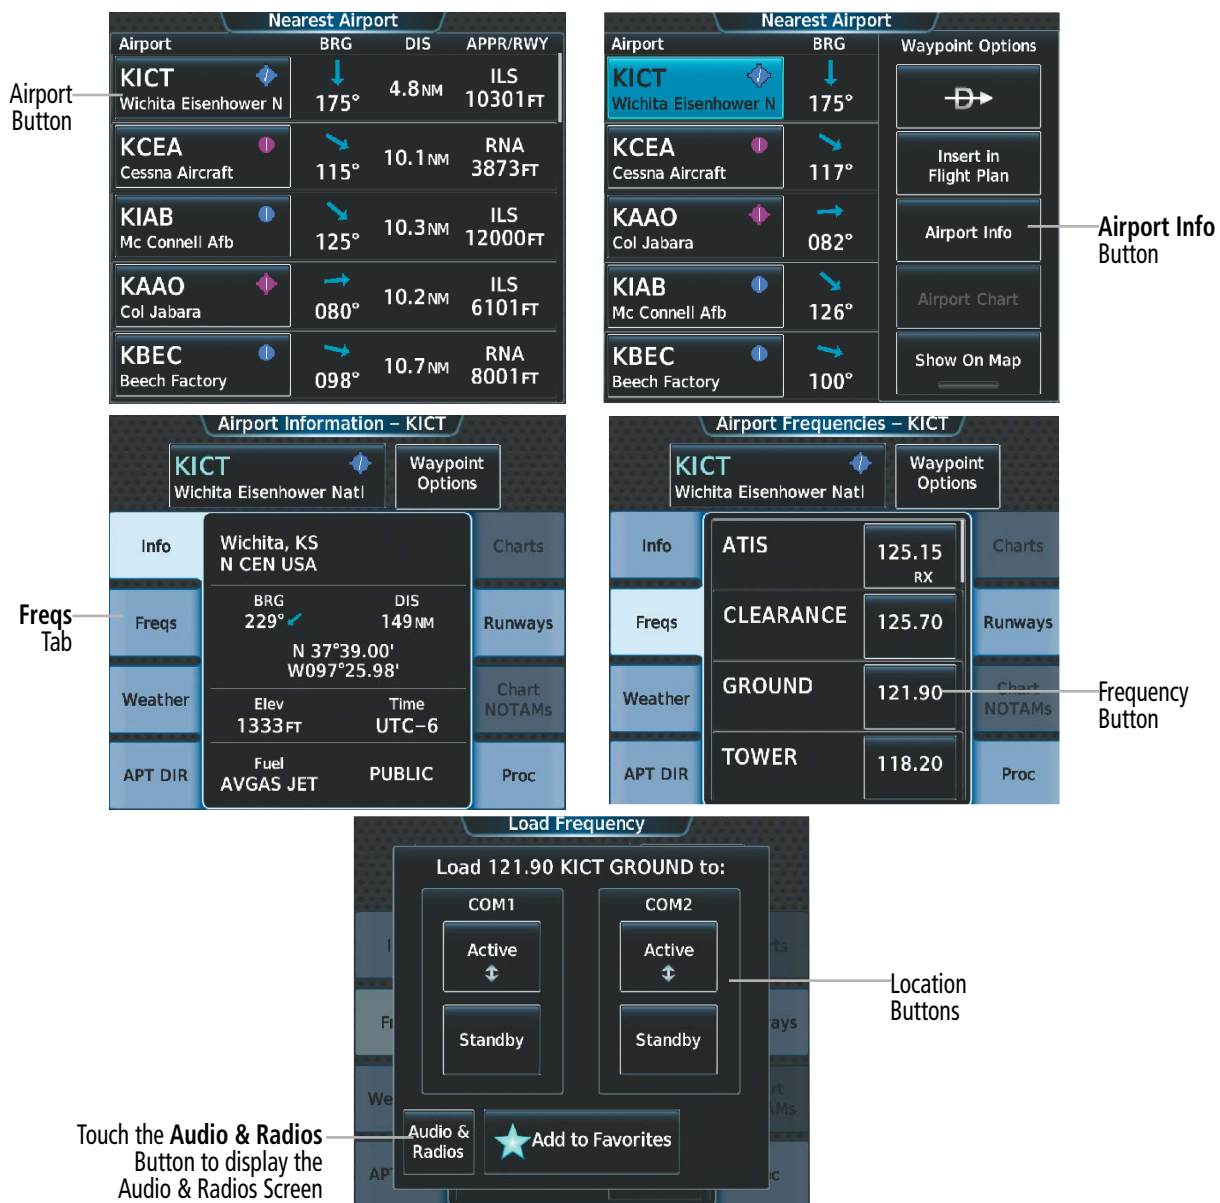 Nearest Airport
Airport BRG DIS APPR/RWY
KICT
Wichita Eisenhower N
175°
4.8NM
ILS
10301FT
KCEA
Cessna Aircraft
115°
10.1NM
RNA
3873FT
KIAB
Mc Connell Afb
125°
10.3NM
ILS
12000FT
KAAO
Col Jabara
080°
10.2NM
ILS
6101FT
KBEC
Beech Factory
098°
10.7NM
RNA
8001FT
Airport
Button
Nearest Airport
Airport BRG
KICT
Wichita Eisenhower N
175°
KCEA
Cessna Aircraft
117°
KAAO
Col Jabara
082°
KIAB
Mc Connell Afb
126°
KBEC
Beech Factory
100°
Waypoint Options
D
Insert in
Flight Plan
Airport Info
Airport Chart
Show On Map
Airport Info
Button
Airport Information – KICT
KICT
Wichita Eisenhower Natl
Waypoint
Options
Info
Freqs
Weather
APT DIR
Wichita, KS
N CEN USA
BRG DIS
229° 149NM
N 37°39.00'
W097°25.98'
Elev Time
1333FT UTC–6
Fuel
AVGAS JET PUBLIC
Charts
Runways
Chart
NOTAMs
Proc
Freqs
Tab
Airport Frequencies – KICT
KICT
Wichita Eisenhower Natl
Waypoint
Options
Info
Freqs
Weather
APT DIR
ATIS 125.15
RX
CLEARANCE 125.70
GROUND 121.90
TOWER 118.20
Charts
Runways
Chart
NOTAMs
Proc
Frequency
Button
Load Frequency
Load 121.90 KICT GROUND to:
COM1 COM2
Active Active
Standby Standby
Audio &
Radios
Add to Favorites
Location
Buttons
Touch the Audio & Radios
Button to display the
Audio & Radios Screen